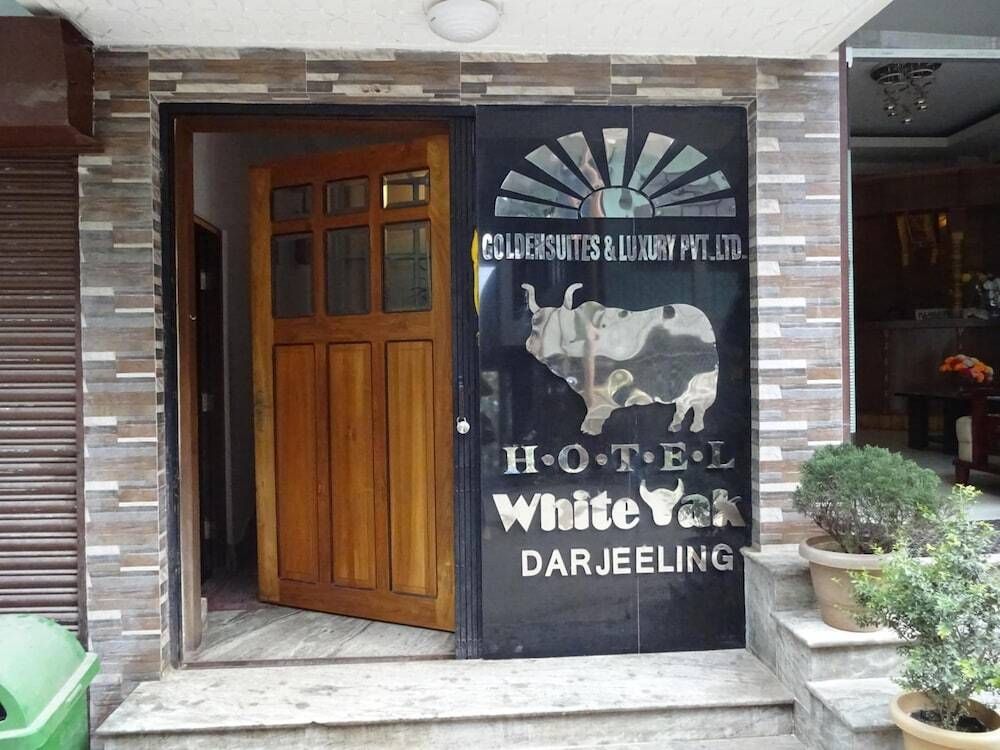 GOLDENSUITES & LUXURY PVT. LTD.
H·O·T·E·L
White Yak
DARJEELING